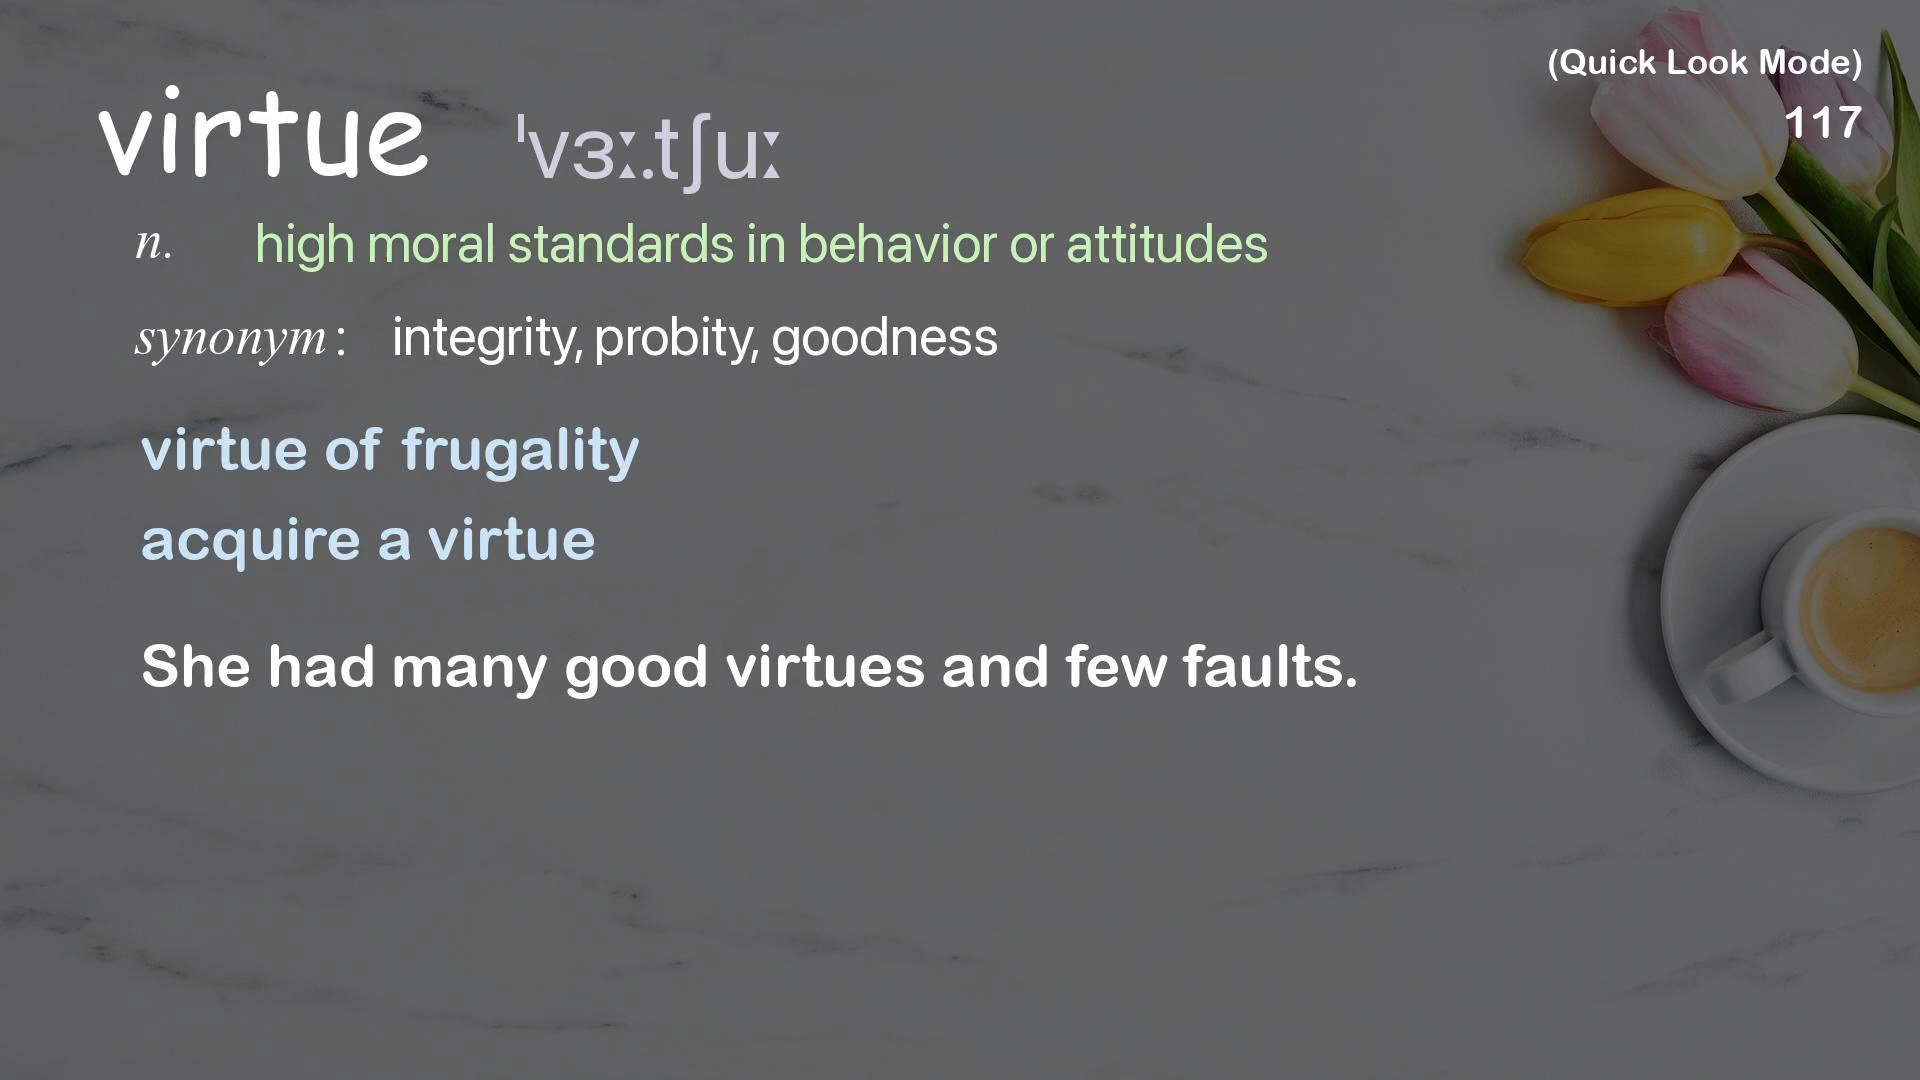 (Quick Look Mode)
117
virtue ˈvɜː.tʃuː
n. high moral standards in behavior or attitudes
synonym: integrity, probity, goodness
virtue of frugality
acquire a virtue
She had many good virtues and few faults.